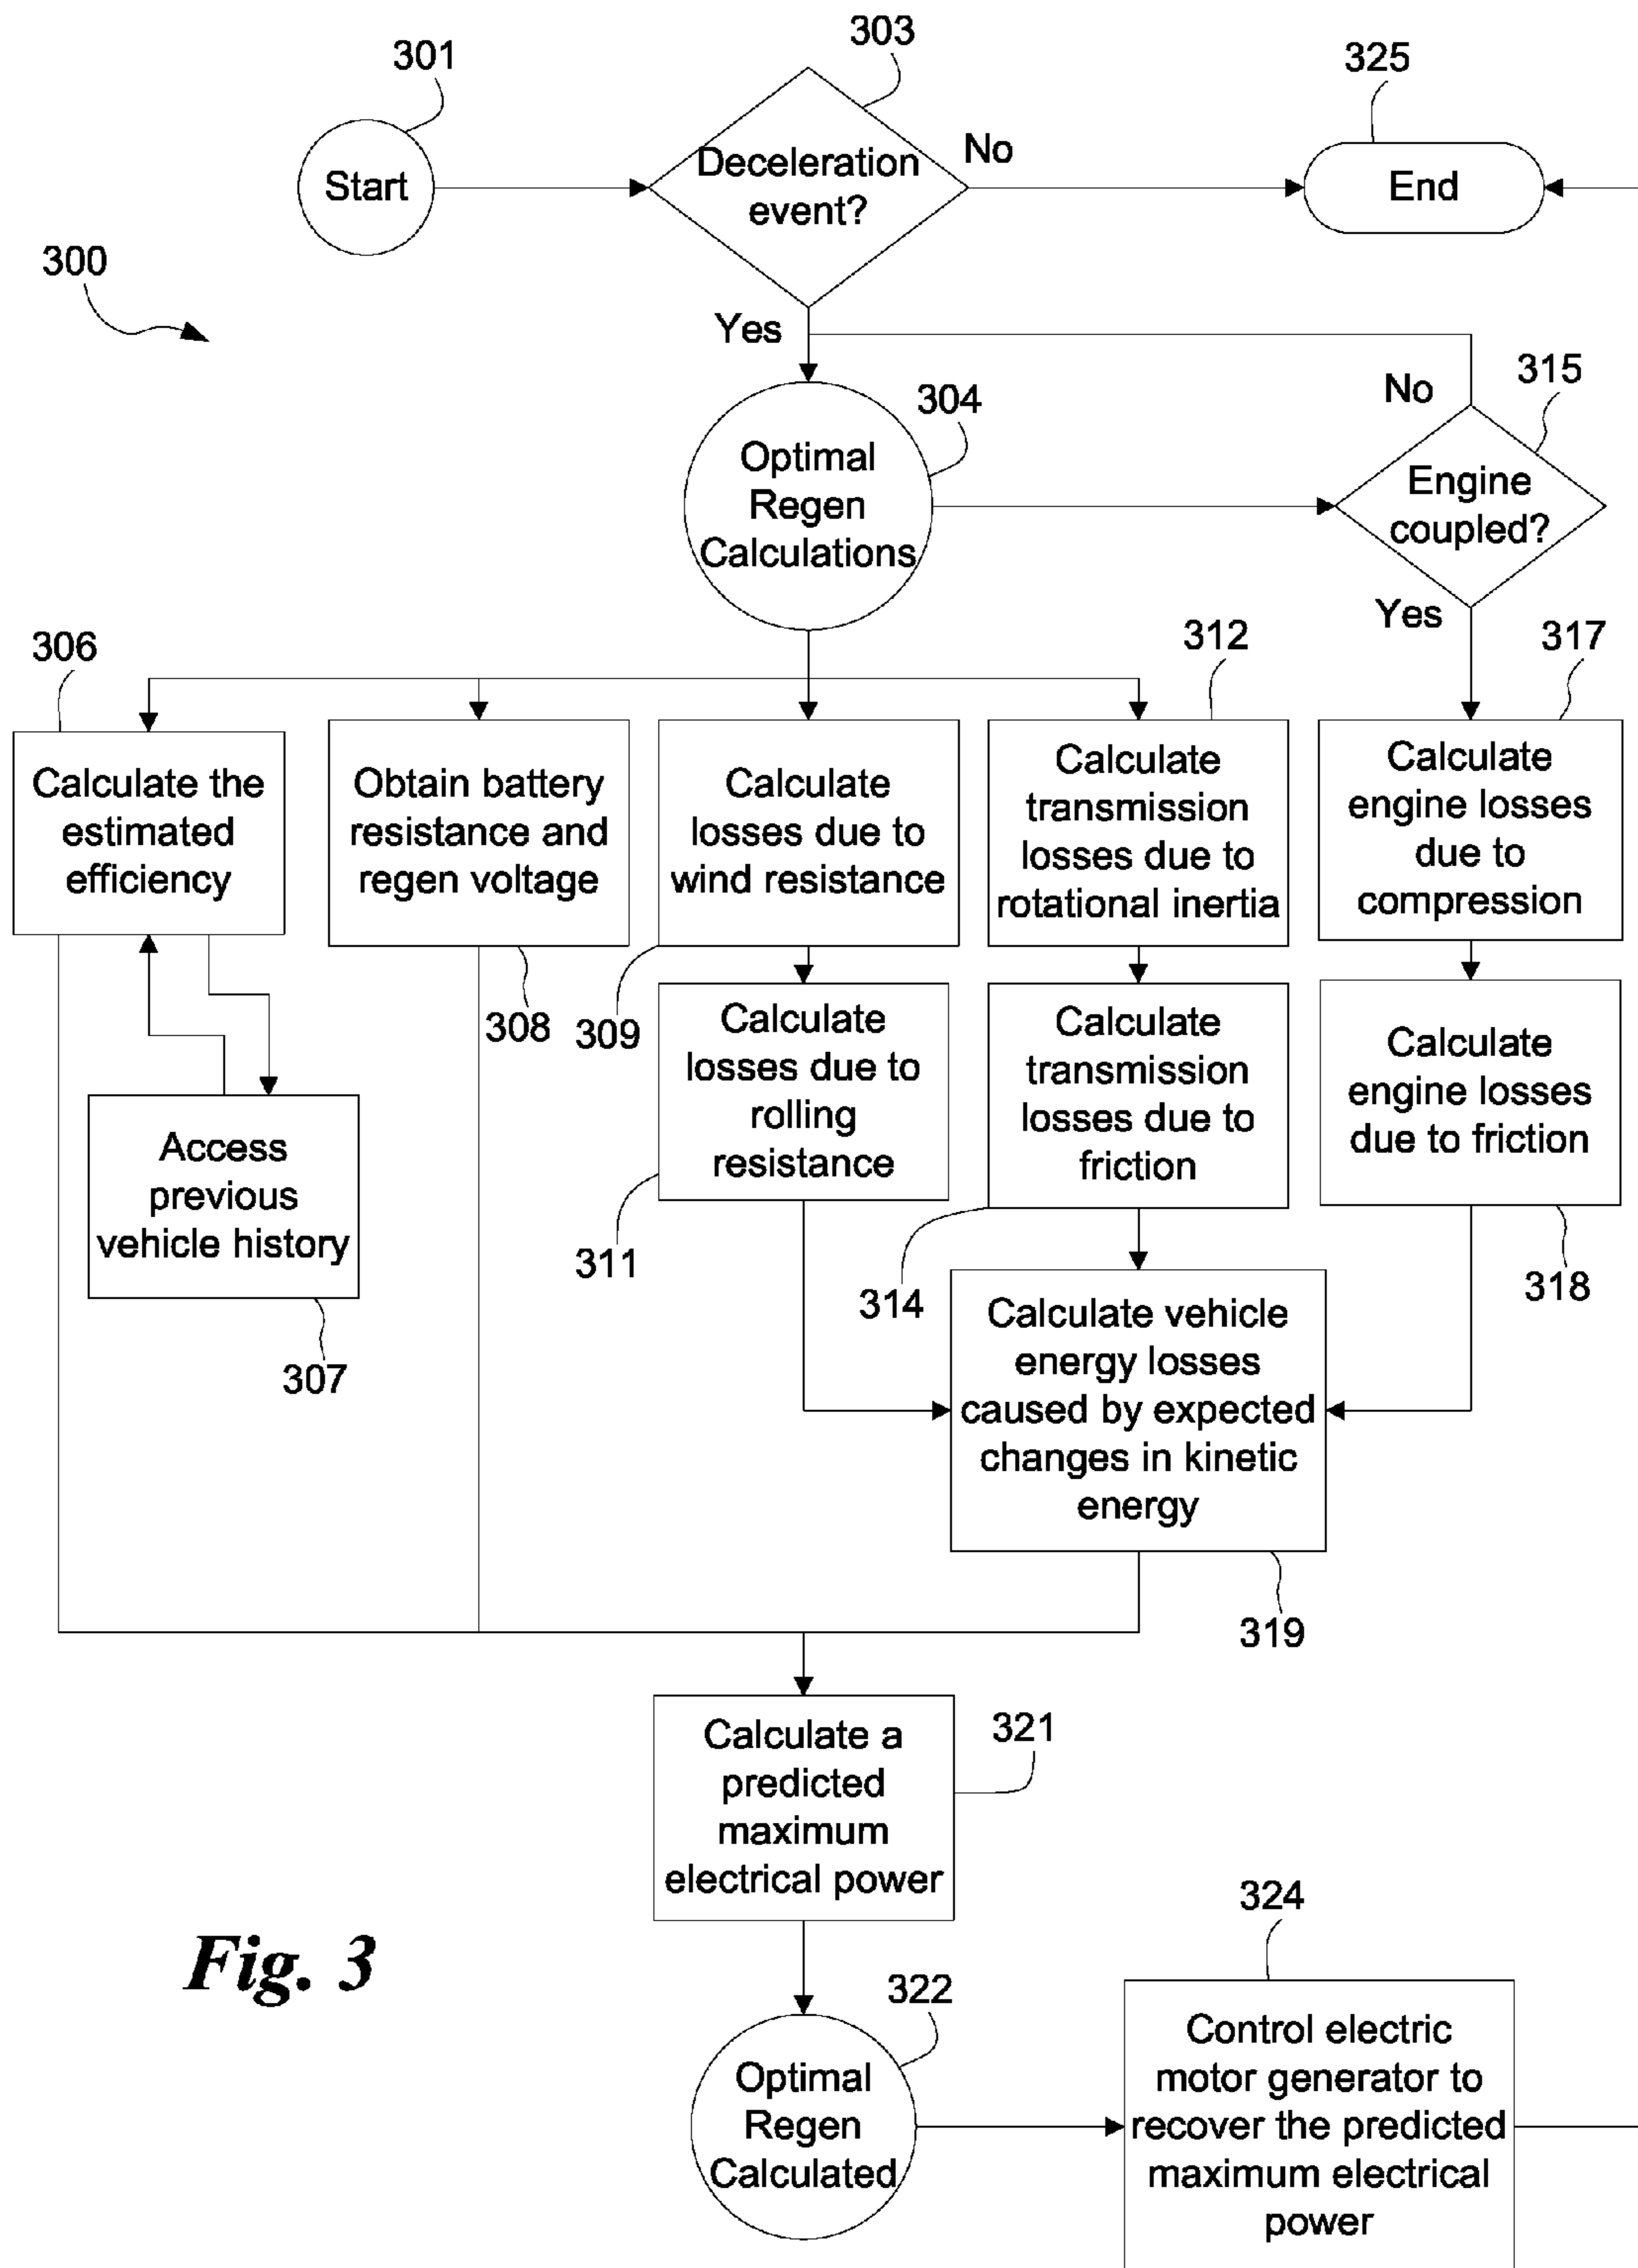 303
301
325
Start
Deceleration
event?
No
End
300
Yes
315
No
304
Optimal
Regen
Calculations
Engine
coupled?
Yes
306
312
317
Calculate the
estimated
efficiency
Obtain battery
resistance and
regen voltage
Calculate
losses due to
wind resistance
Calculate
transmission
losses due to
rotational inertia
Calculate
engine losses
due to
compression
308
309
Access
previous
vehicle history
307
Calculate
losses due to
rolling
resistance
311
Calculate
transmission
losses due to
friction
314
Calculate
engine losses
due to friction
318
Calculate vehicle
energy losses
caused by expected
changes in kinetic
energy
319
Calculate a
predicted
maximum
electrical power
321
Fig. 3
322
Optimal
Regen
Calculated
324
Control electric
motor generator to
recover the predicted
maximum electrical
power